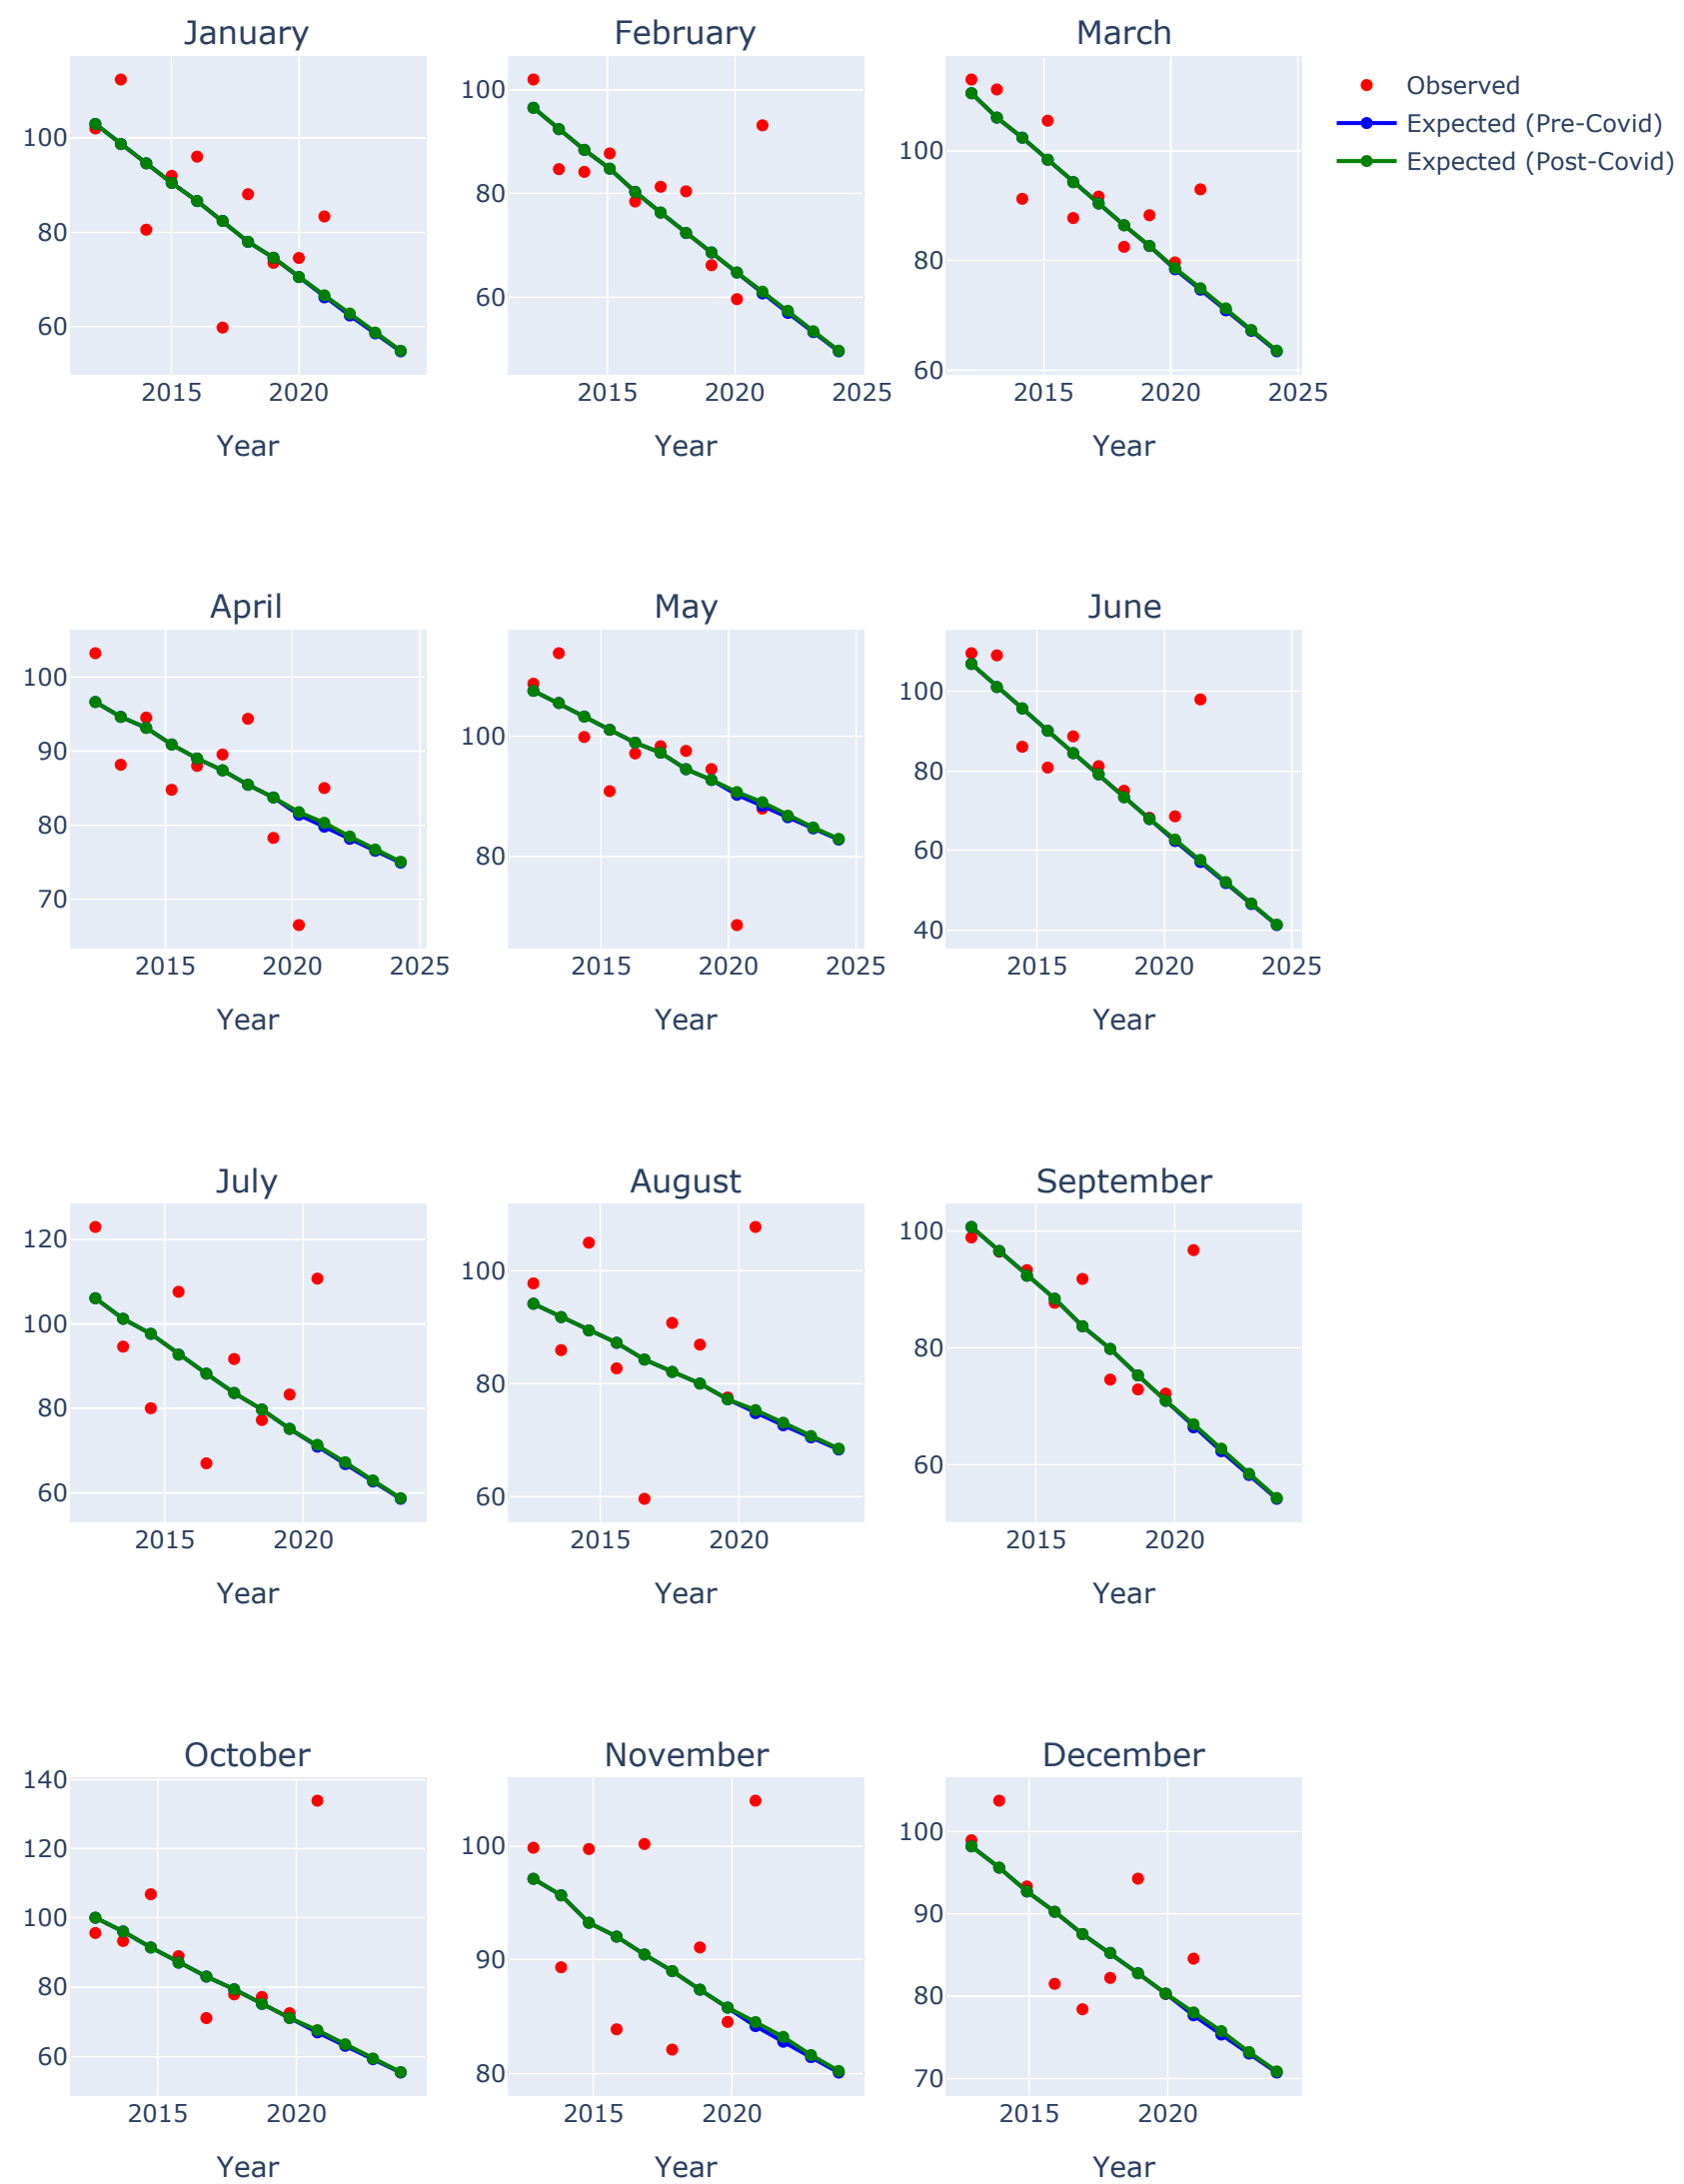 January
February
March
Observed
Expected (Pre-Covid)
Expected (Post-Covid)
100
80
60
2015
2020
Year
100
80
60
2015
2020
2025
Year
100
80
60
2015
2020
2025
Year
April
May
June
100
90
80
70
2015
2020
2025
Year
100
80
2015
2020
2025
Year
100
80
60
40
2015
2020
2025
Year
July
August
September
120
100
80
60
2015
2020
Year
100
80
60
2015
2020
Year
100
80
60
2015
2020
Year
October
November
December
140
120
100
80
60
2015
2020
Year
100
90
80
2015
2020
Year
100
90
80
70
2015
2020
Year